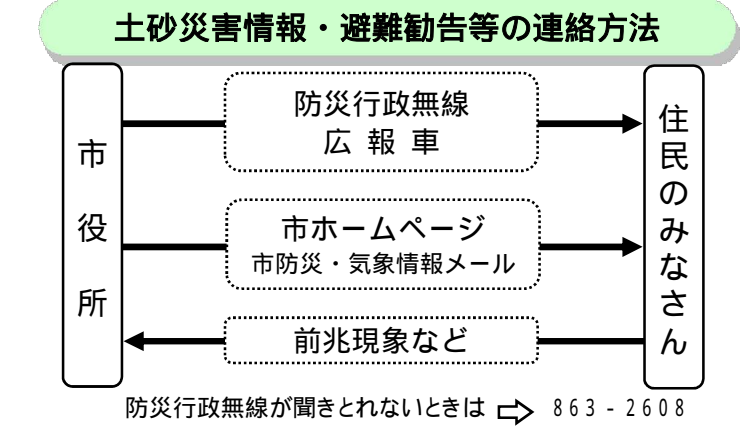 土砂災害情報・避難勧告等の連絡方法
市役所
防災行政無線
広報車
市ホームページ
市防災・気象情報メール
前兆現象など
住民のみなさん
防災行政無線が聞きとれないときは ⇨ 863-2608